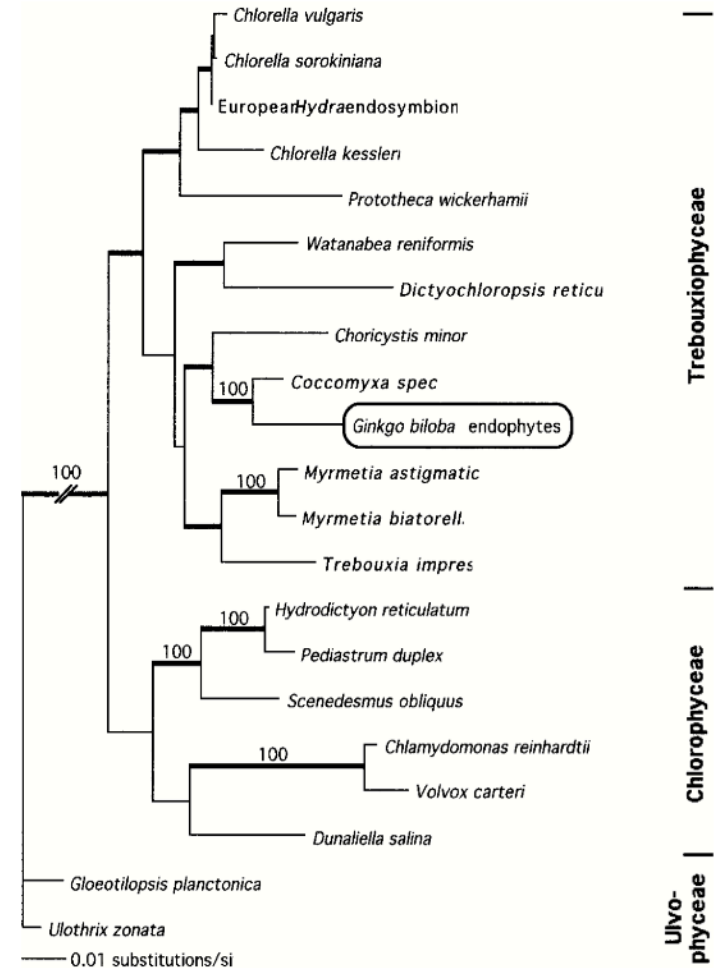 Chlorella vulgaris
Chlorella sorokiniana
EuropeanHydraendosymbion
Chlorella kessleri
Prototheca wickerhamii
Watanabea reniformis
Dictyochloropsis reticu
Choricystis minor
100
Coccomyxa spec
Ginkgo biloba endophytes
100
100
Myrmetia astigmatic
Myrmetia biatorell.
Trebouxia impres
Trebouxiophyceae
Hydrodictyon reticulatum
100
100
Pediastrum duplex
Scenedesmus obliquus
100
Chlamydomonas reinhardtii
Volvox carteri
Dunaliella salina
Chlorophyceae
Gloeotilopsis planctonica
Ulothrix zonata
Ulvo-
phyceae
0.01 substitutions/si